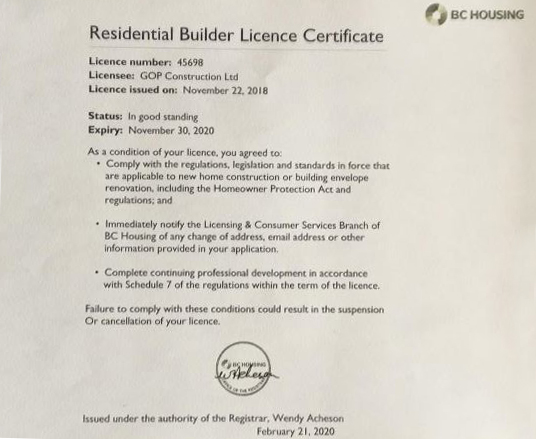 BC HOUSING
Residential Builder Licence Certificate
Licence number: 45698
Licensee: GOP Construction Ltd
Licence issued on: November 22, 2018
Status: In good standing
Expiry: November 30, 2020
As a condition of your licence, you agreed to:
• Comply with the regulations, legislation and standards in force that
are applicable to new home construction or building envelope
renovation, including the Homeowner Protection Act and
regulations; and
• Immediately notify the Licensing & Consumer Services Branch of
BC Housing of any change of address, email address or other
information provided in your application.
• Complete continuing professional development in accordance
with Schedule 7 of the regulations within the term of the licence.
Failure to comply with these conditions could result in the suspension
Or cancellation of your licence.
BC HOUSING
WAcheson
Issued under the authority of the Registrar, Wendy Acheson
February 21, 2020